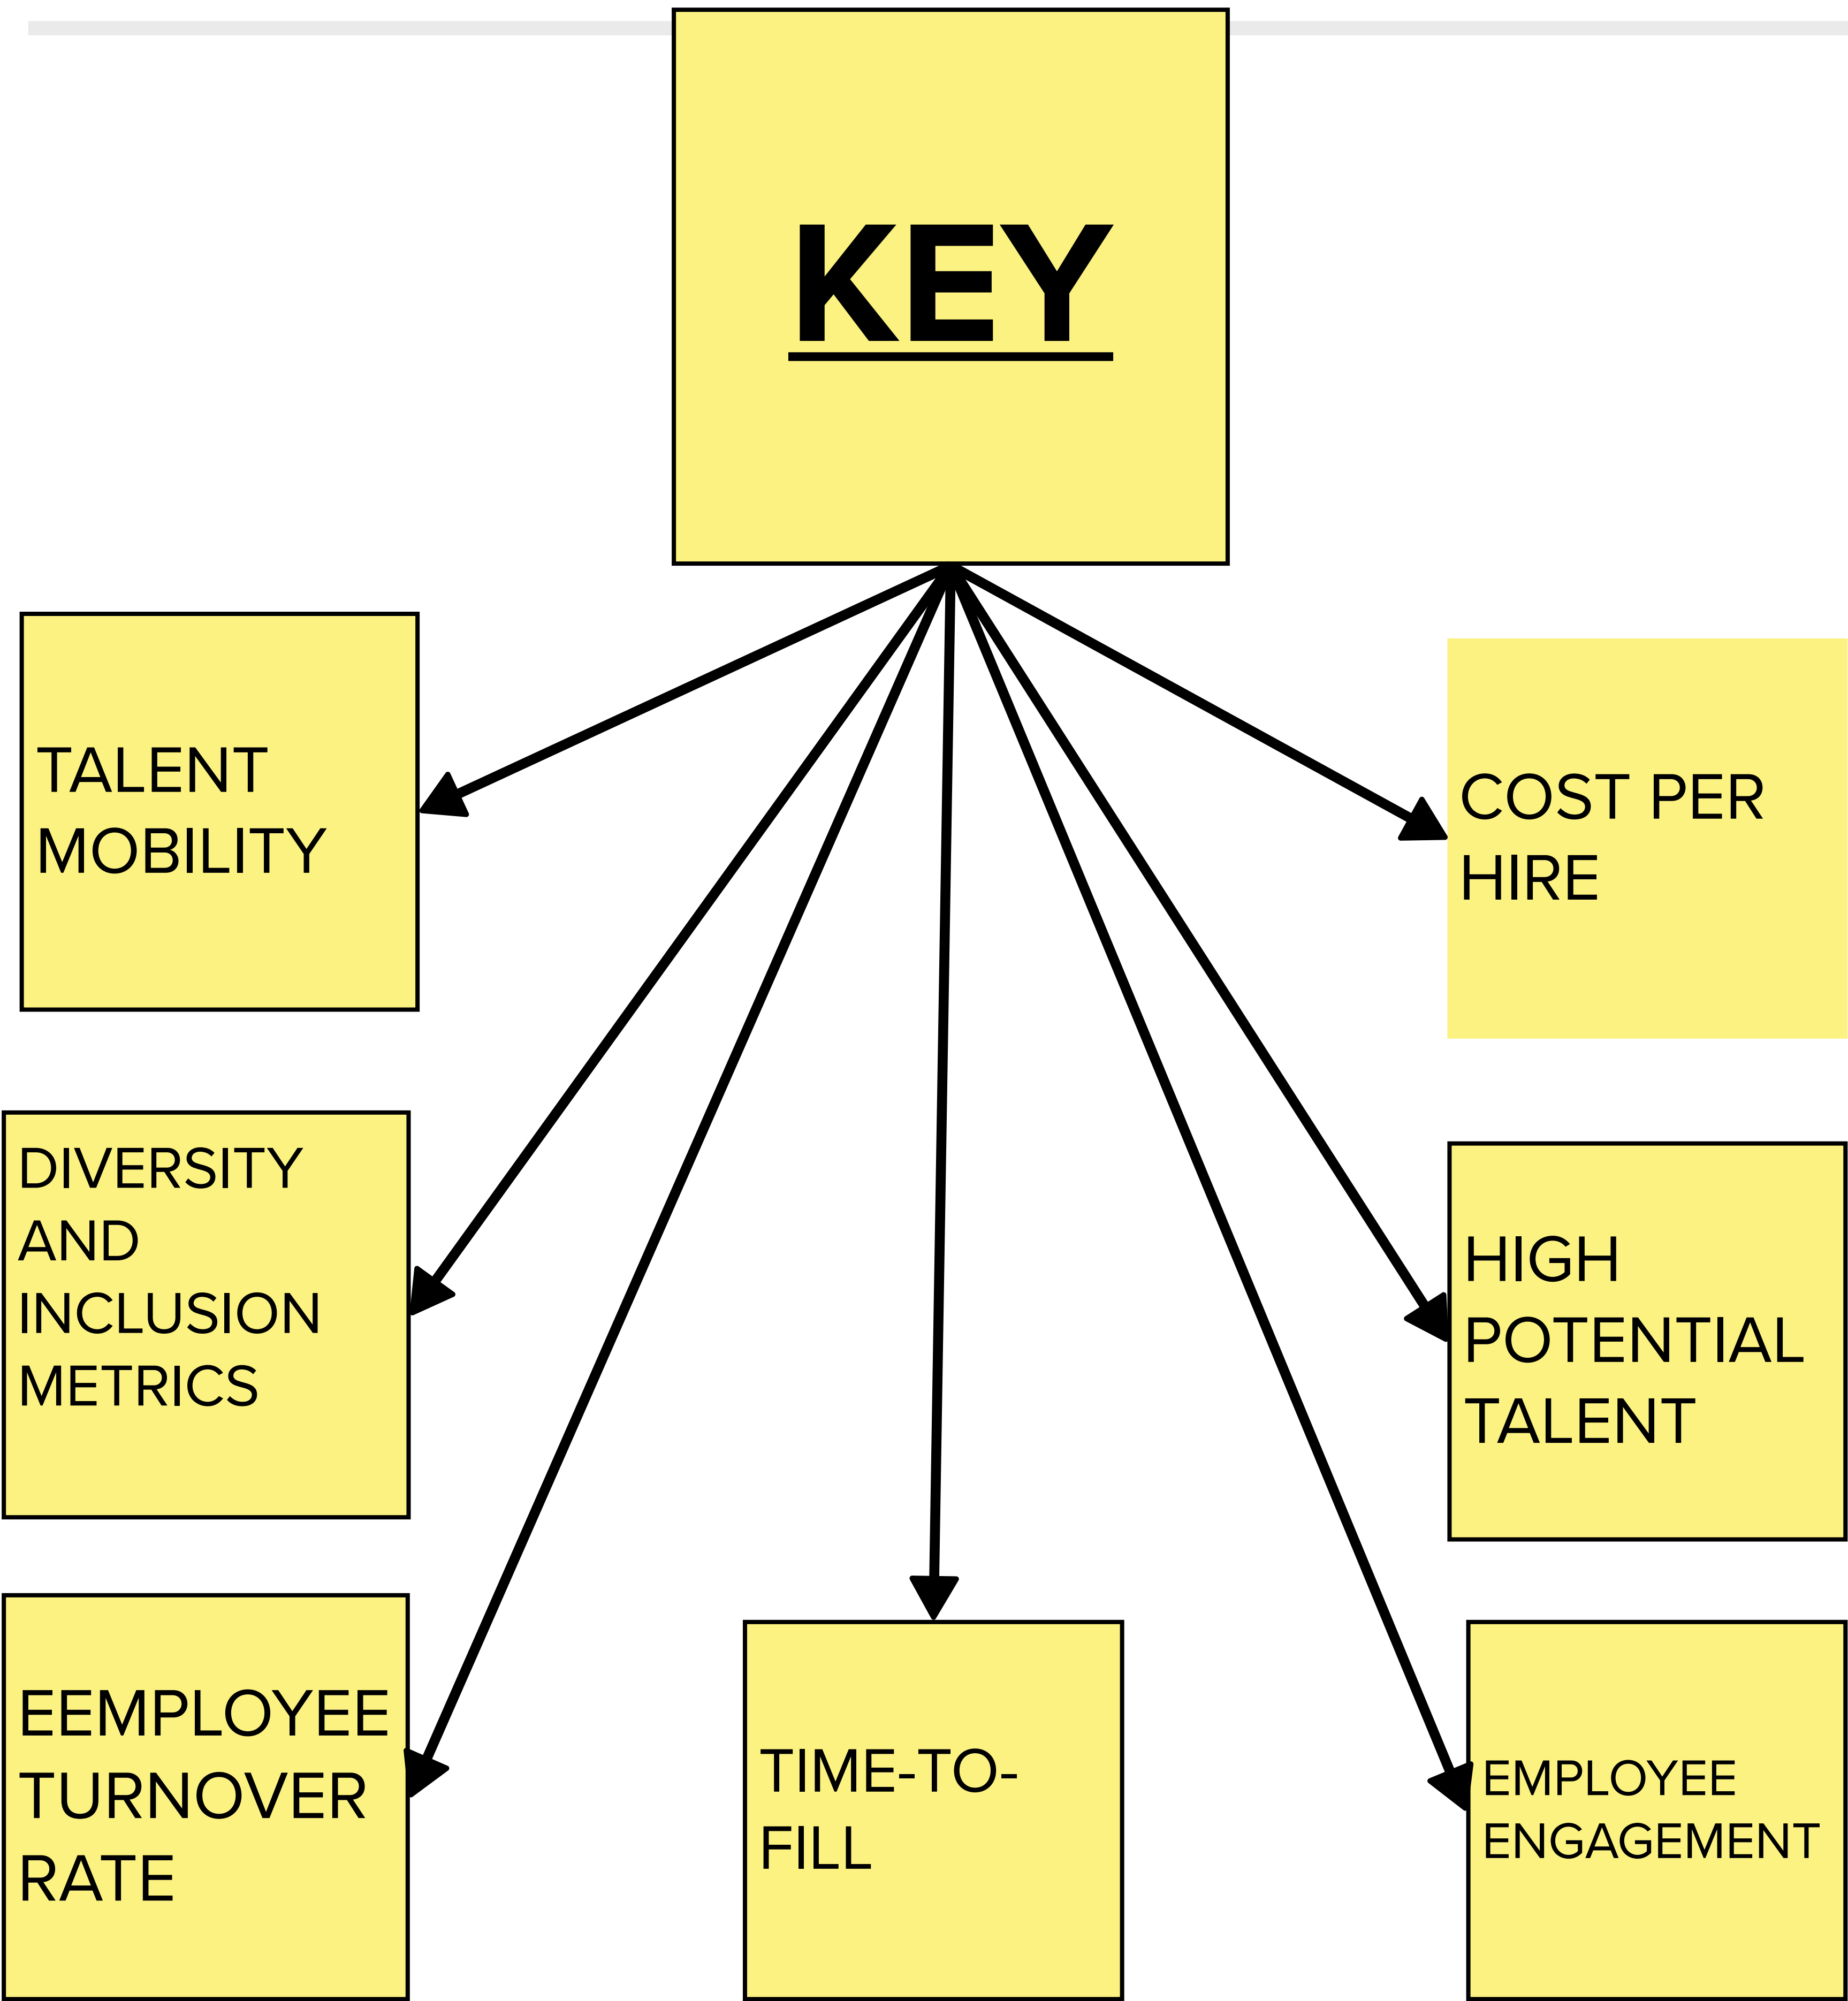 KEY
TALENT
MOBILITY
COST PER
HIRE
DIVERSITY
AND
INCLUSION
METRICS
HIGH
POTENTIAL
TALENT
EEMPLOYEE
TURNOVER
RATE
TIME-TO-
FILL
EMPLOYEE
ENGAGEMENT